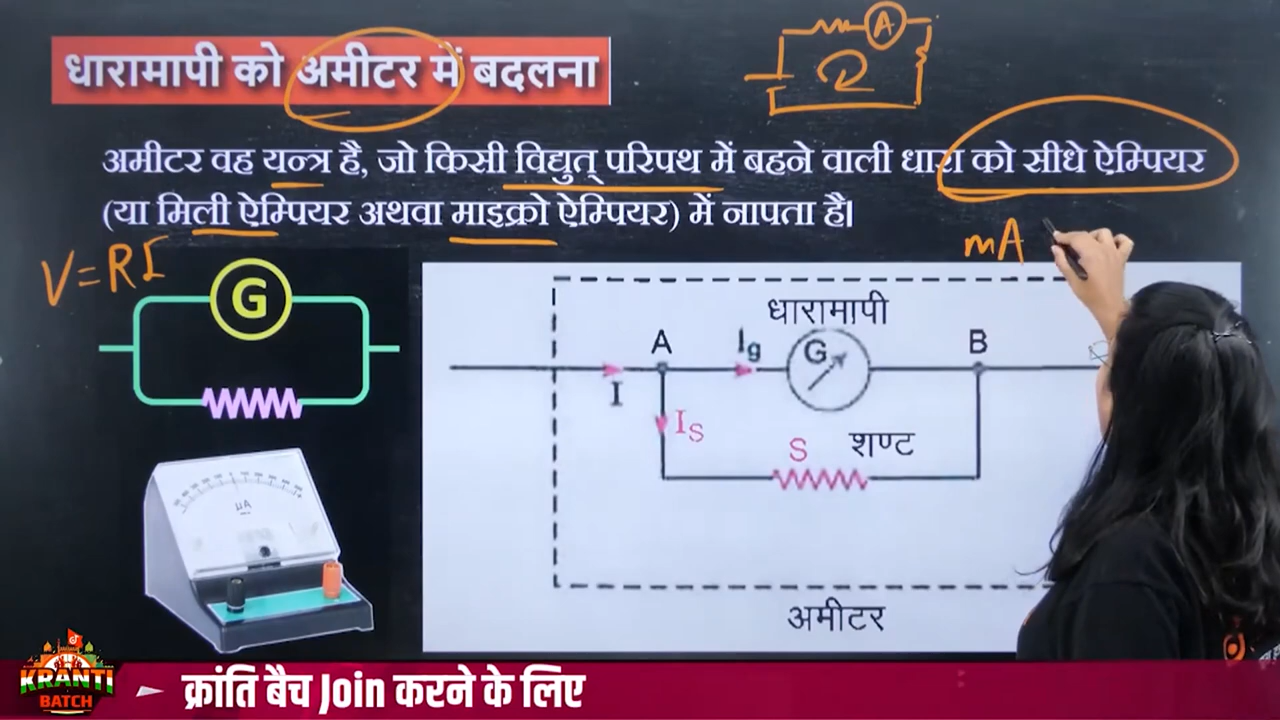 धारामापी को अमीटर में बदलना
A
अमीटर वह यन्त्र है, जो किसी विद्युत् परिपथ में बहने वाली धारा को सीधे ऐम्पियर
(या मिली ऐम्पियर अथवा माइक्रो ऐम्पियर) में नापता है।
mA
V=RI
G
धारामापी
A
Ig
G
B
I
IS
S
शण्ट
μA
अमीटर
KRANTI
BATCH
क्रांति बैच Join करने के लिए